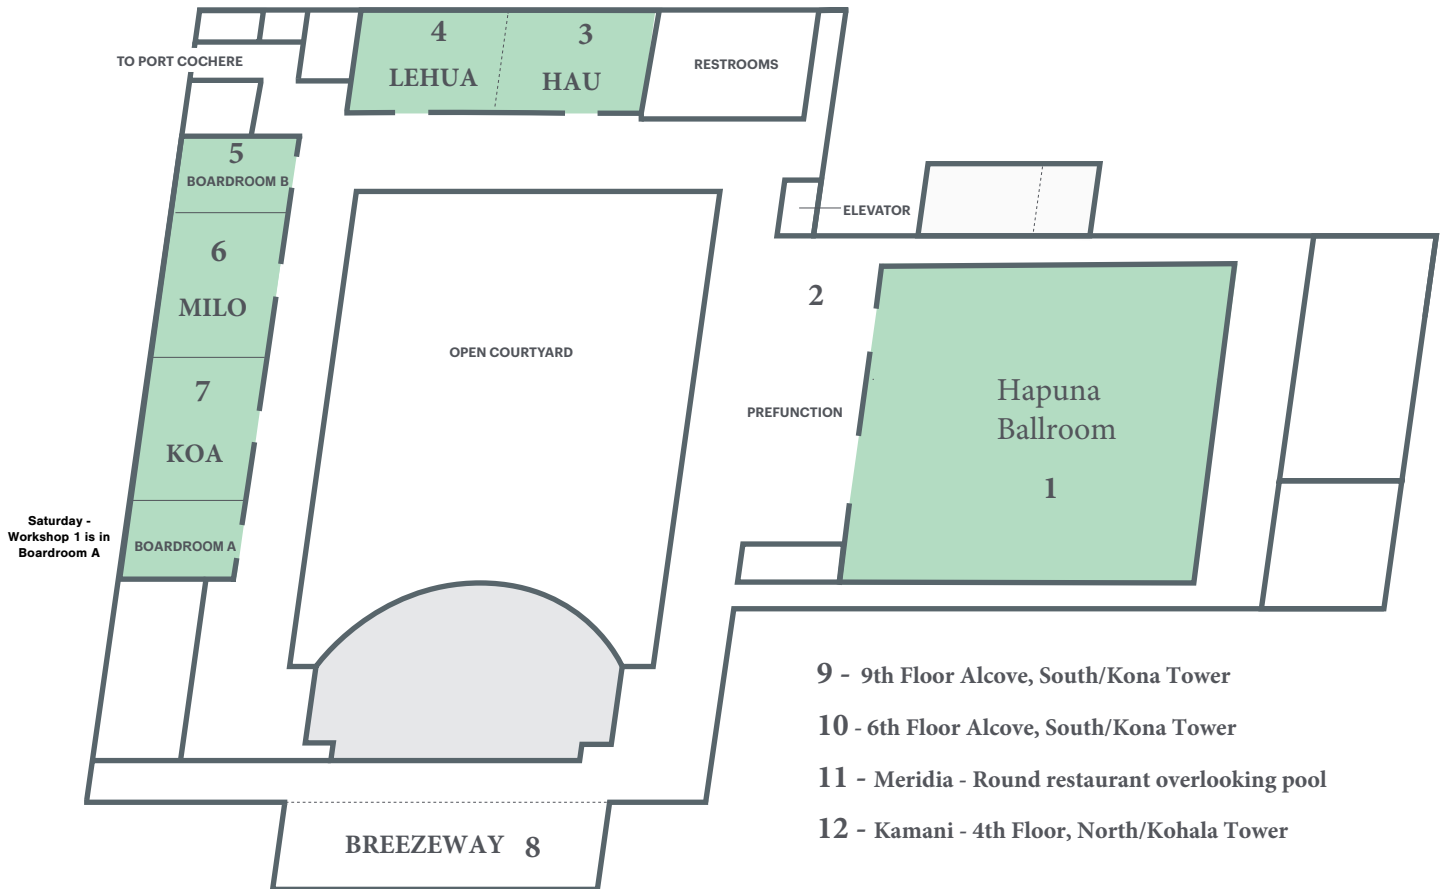 4
3
TO PORT COCHERE
LEHUA
HAU
RESTROOMS
5
BOARDROOM B
ELEVATOR
6
MILO
2
OPEN COURTYARD
7
Hapuna
Ballroom
PREFUNCTION
KOA
1
Saturday -
Workshop 1 is in
Boardroom A
BOARDROOM A
9 - 9th Floor Alcove, South/Kona Tower
10 - 6th Floor Alcove, South/Kona Tower
11 - Meridia - Round restaurant overlooking pool
12 - Kamani - 4th Floor, North/Kohala Tower
BREEZEWAY 8